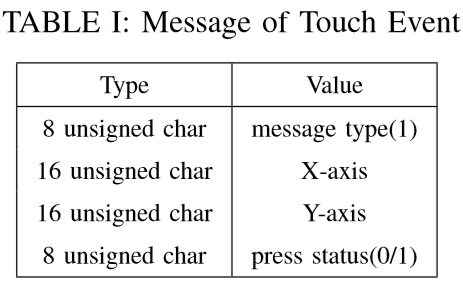 TABLE I: Message of Touch Event
Type Value
8 unsigned char message type(1)
16 unsigned char X-axis
16 unsigned char Y-axis
8 unsigned char press status(0/1)